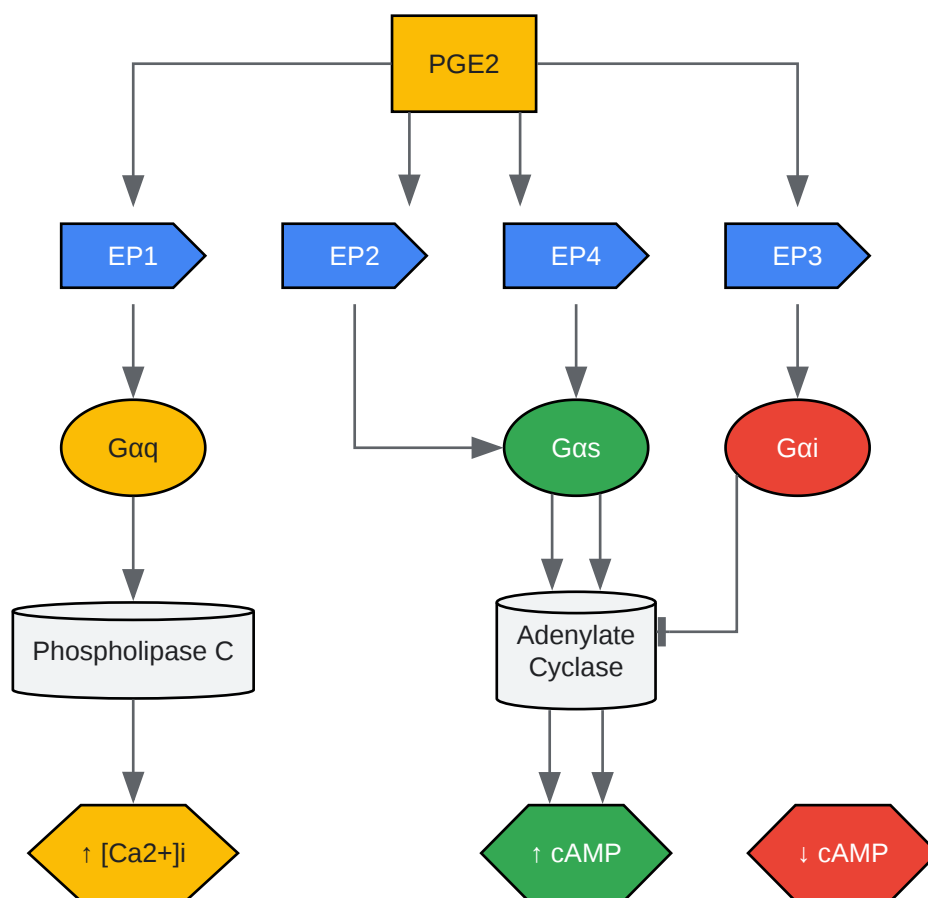 PGE2
EP1
EP2
EP4
EP3
Gαq
Gαs
Gαi
Phospholipase C
Adenylate
Cyclase
↑ [Ca2+]i
↑ cAMP
↓ cAMP